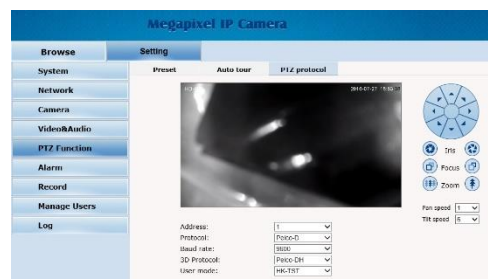 Megapixel IP Camera
Browse Setting
System
Network
Camera
Video&Audio
PTZ Function
Alarm
Record
Manage Users
Log
Preset Auto tour PTZ protocol
HD
Iris
Focus
Zoom
Pan speed 1
Tilt speed
Address: 1
Protocol: Pelco-D
Baud rate: 9600
3D Protocol: Pelco-DH
User mode: HK-TST